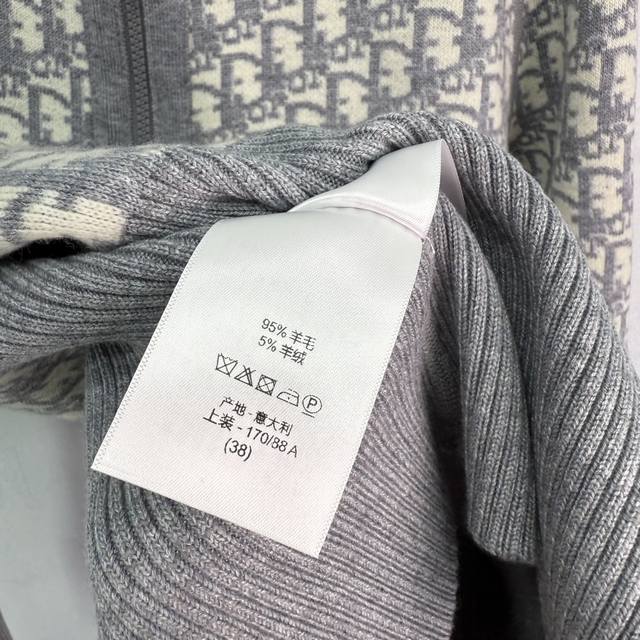 95% 羊毛
5% 羊绒
P
产地 - 意大利
上装 - 170/88 A
(38)